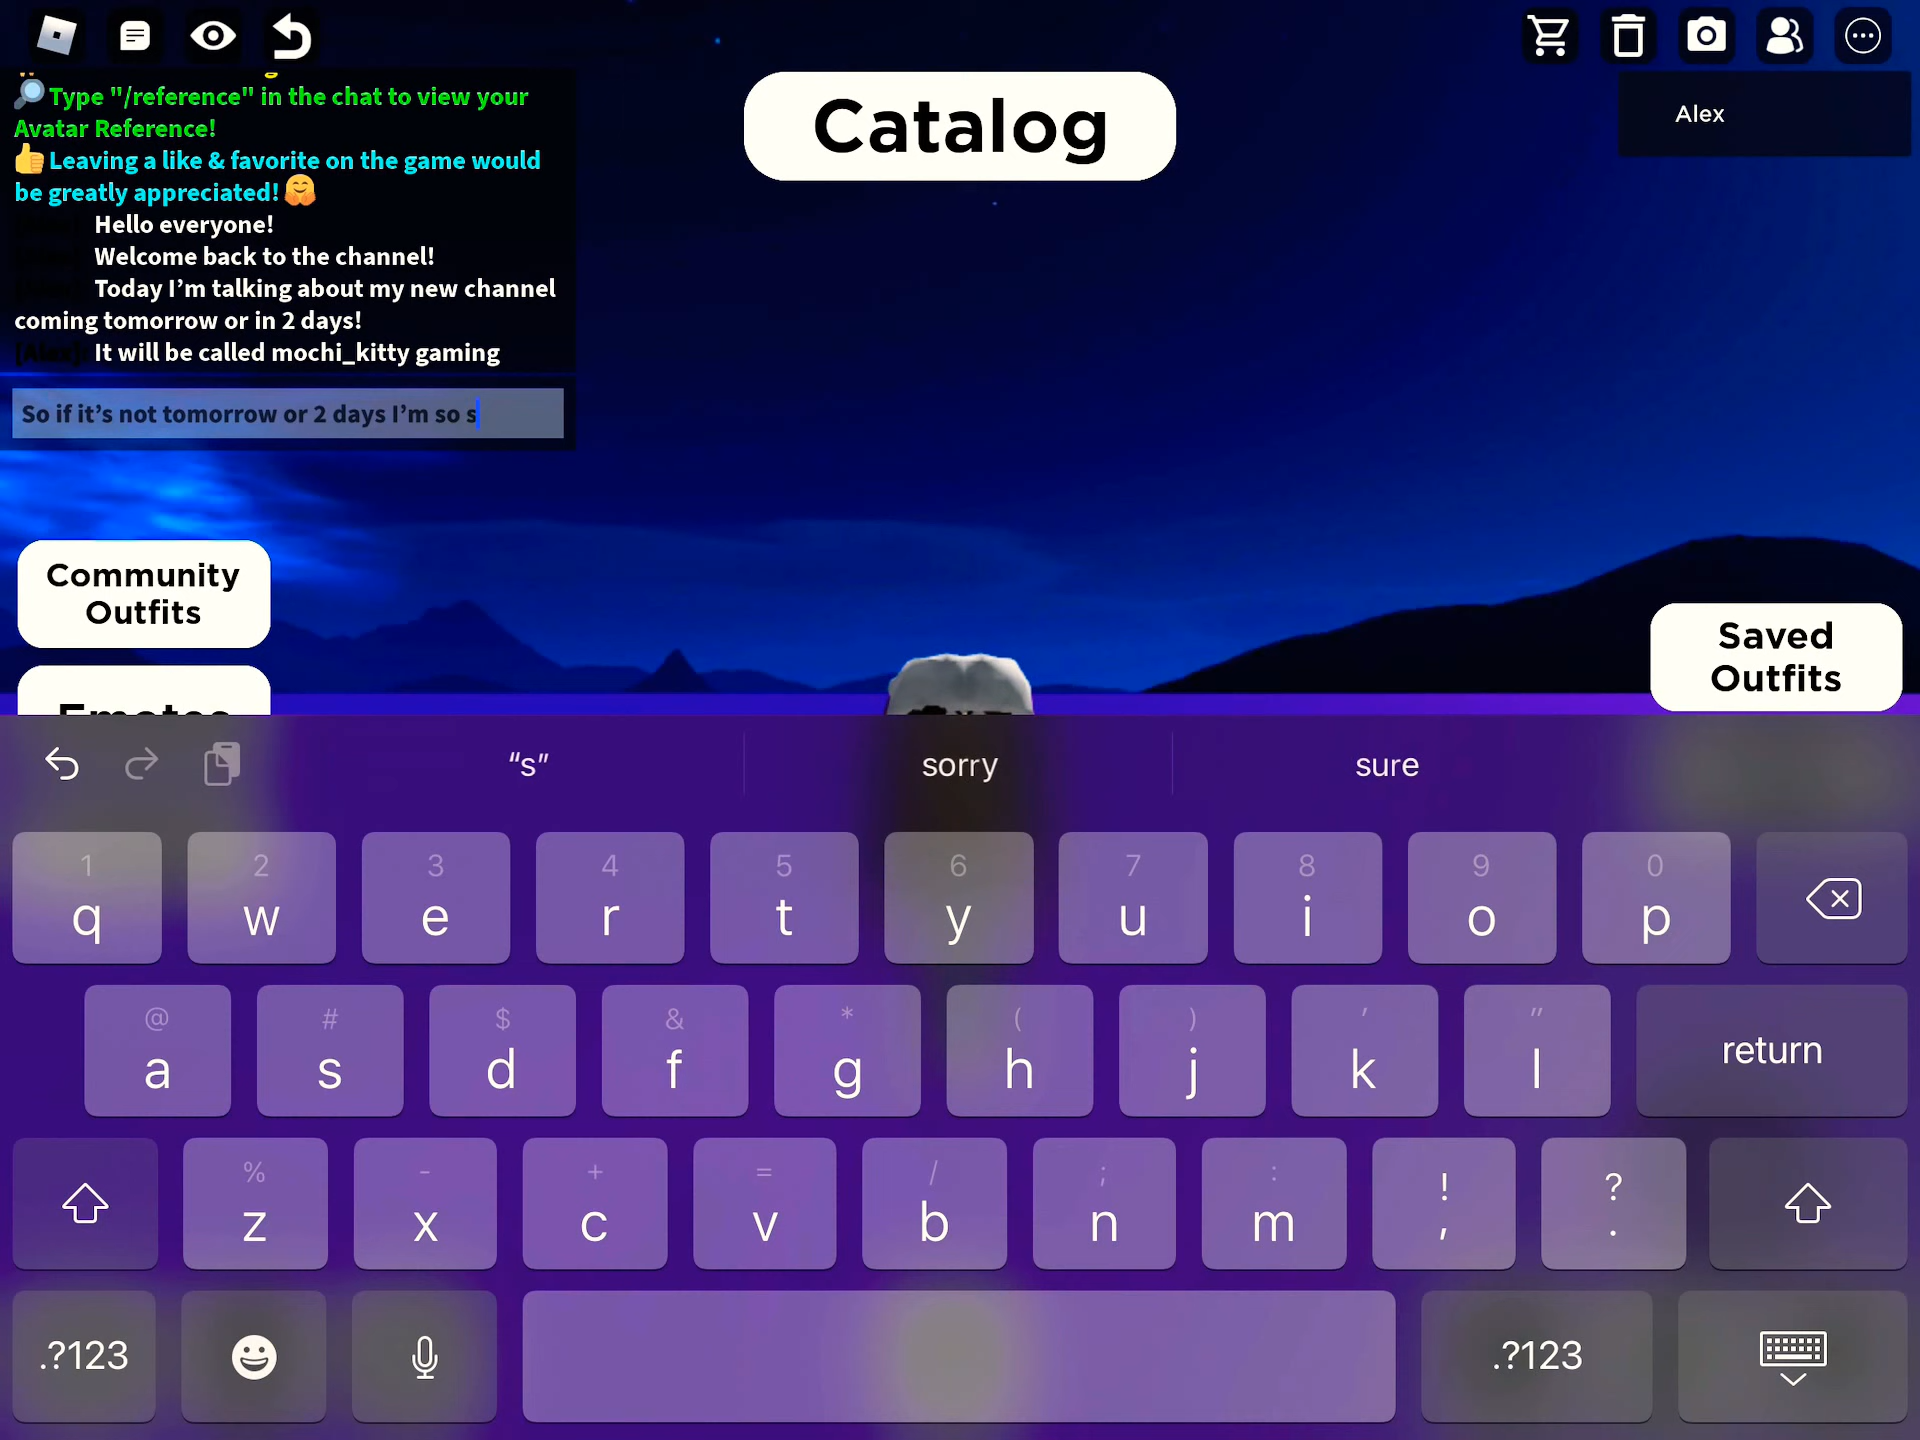 Type "/reference" in the chat to view your
Avatar Reference!
Leaving a like & favorite on the game would
be greatly appreciated!
Hello everyone!
Welcome back to the channel!
Today I’m talking about my new channel
coming tomorrow or in 2 days!
[Alex]: It will be called mochi_kitty gaming
So if it’s not tomorrow or 2 days I’m so s
Catalog
Alex
Community
Outfits
Emotes
Saved
Outfits
“s” sorry sure
1 2 3 4 5 6 7 8 9 0
q w e r t y u i o p
@ # $ & * ( ) ’ ”
a s d f g h j k l return
% - + = / ; : ! ?
z x c v b n m , .
.?123 .?123